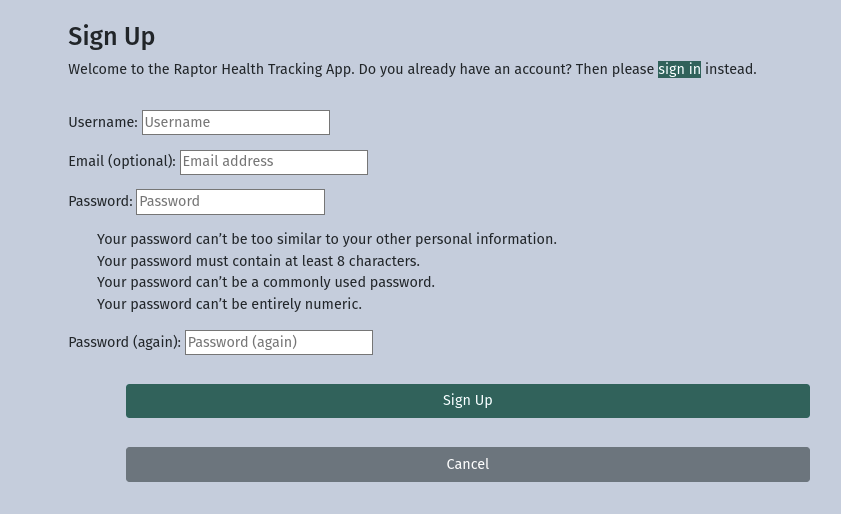 Sign Up
Welcome to the Raptor Health Tracking App. Do you already have an account? Then please sign in instead.
Username: Username
Email (optional): Email address
Password: Password
Your password can’t be too similar to your other personal information.
Your password must contain at least 8 characters.
Your password can’t be a commonly used password.
Your password can’t be entirely numeric.
Password (again): Password (again)
Sign Up
Cancel